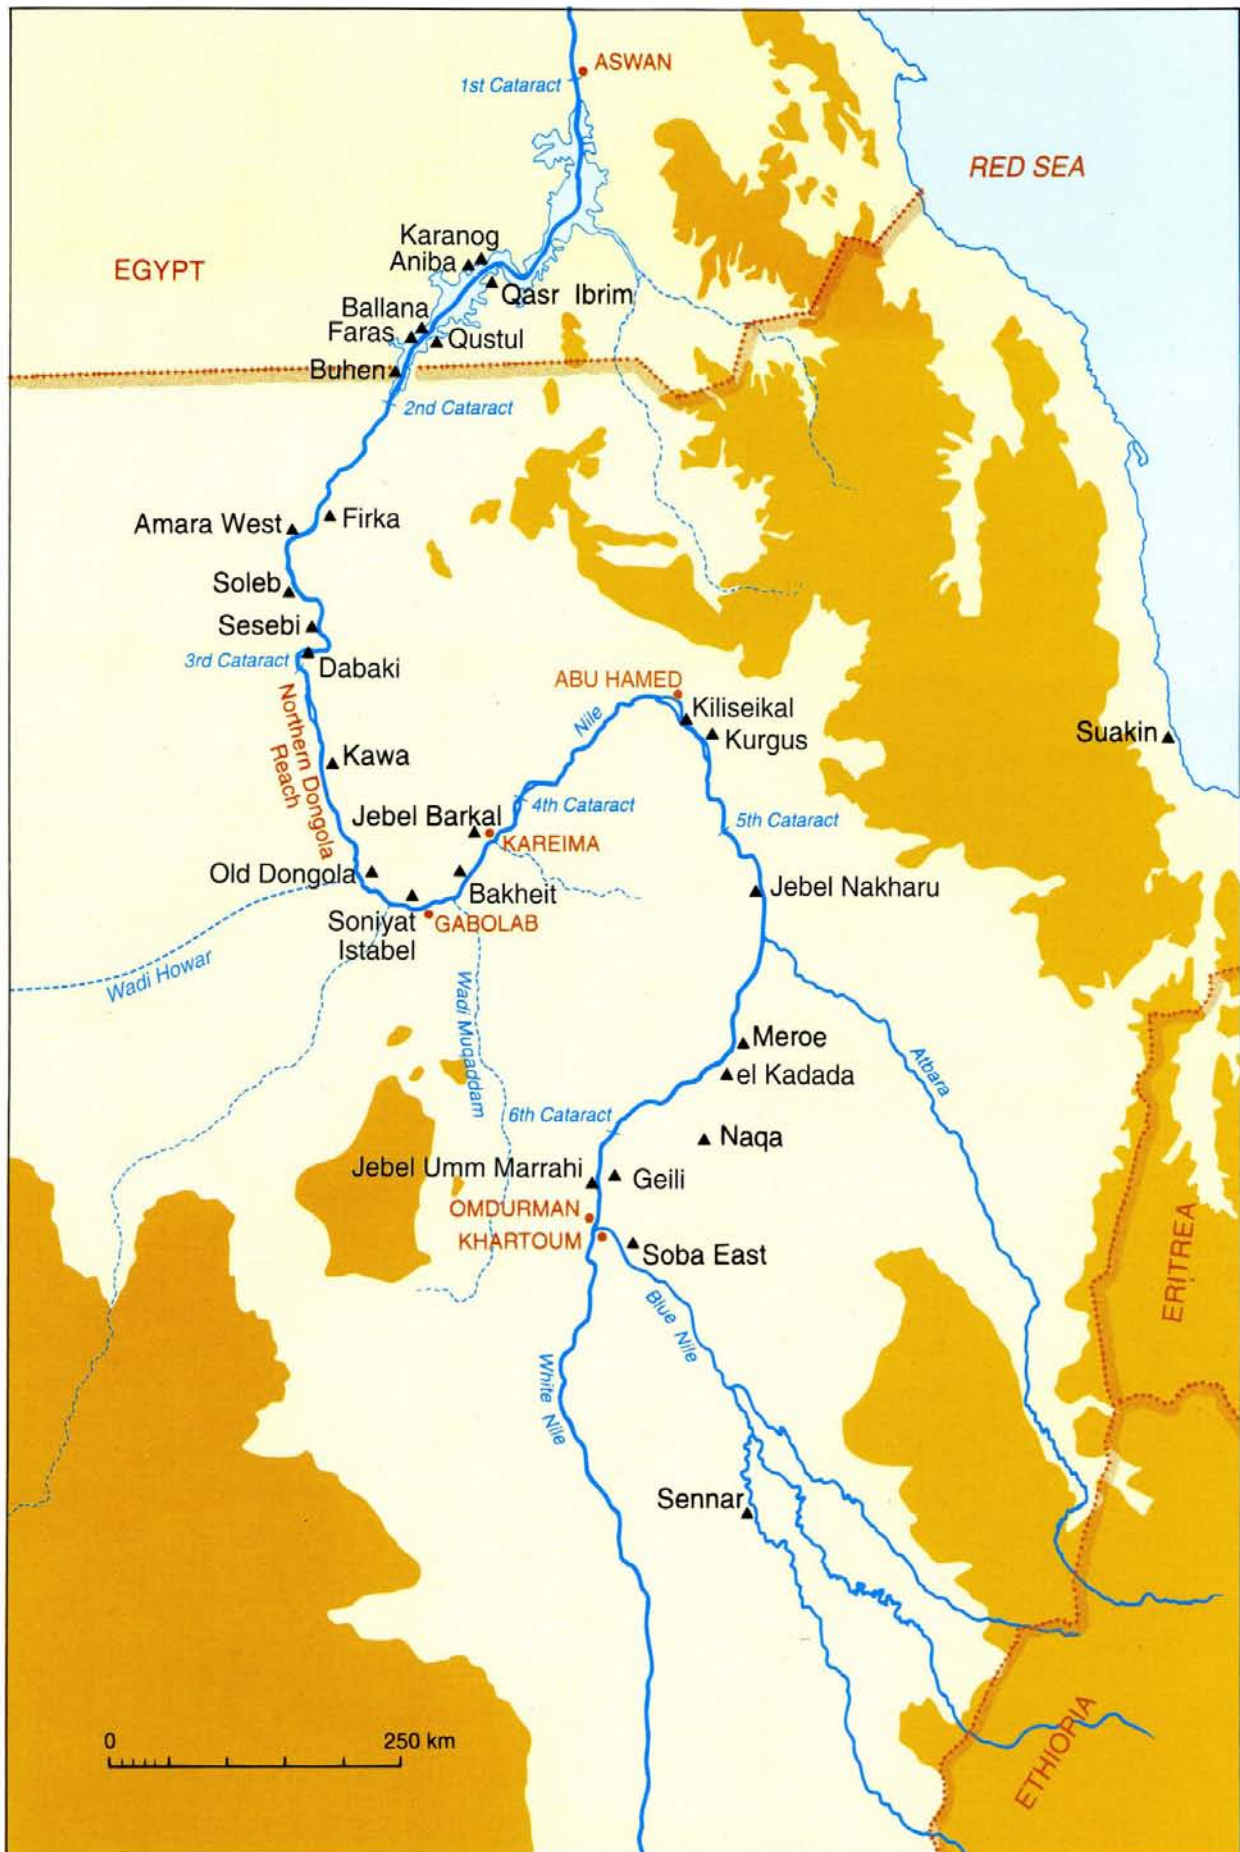 ASWAN
1st Cataract
RED SEA
Karanog
Aniba
EGYPT
Qasr Ibrim
Ballana
Faras
Qustul
Buhen
2nd Cataract
Amara West
Firka
Soleb
Sesebi
3rd Cataract
Dabaki
ABU HAMED
Nile
Kiliseikal
Kurgus
Suakin
Northern Dongola
Reach
Kawa
4th Cataract
Jebel Barkal
KAREIMA
5th Cataract
Old Dongola
Bakheit
Jebel Nakharu
Soniyat
Istabel
GABOLAB
Wadi Howar
Wadi Muqaddam
Meroe
el Kadada
Atbara
6th Cataract
Naqa
Jebel Umm Marrahi
Geili
OMDURMAN
KHARTOUM
Soba East
ERITREA
Blue Nile
White Nile
Sennar
0
250 km
ETHIOPIA